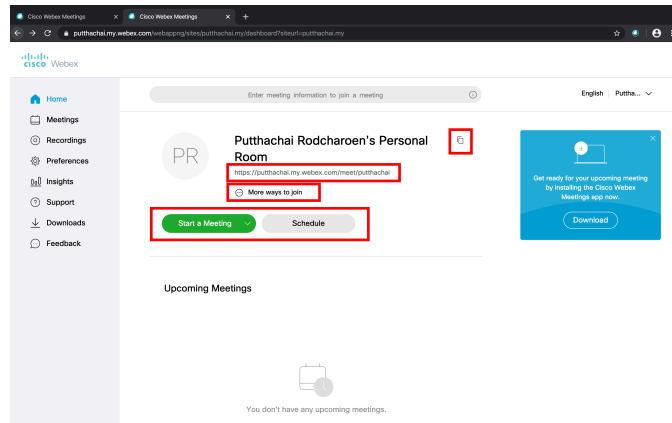 Cisco Webex Meetings
Cisco Webex Meetings
putthachai.my.webex.com/webappng/sites/putthachai.my/dashboard?siteurl=putthachai.my
CISCO Webex
Enter meeting information to join a meeting
English
Puttha...
Home
Meetings
Recordings
Preferences
Insights
Support
Downloads
Feedback
PR
Putthachai Rodcharoen's Personal
Room
https://putthachai.my.webex.com/meet/putthachai
More ways to join
Start a Meeting
Schedule
Get ready for your upcoming meeting
by installing the Cisco Webex
Meetings app now.
Download
Upcoming Meetings
You don't have any upcoming meetings.